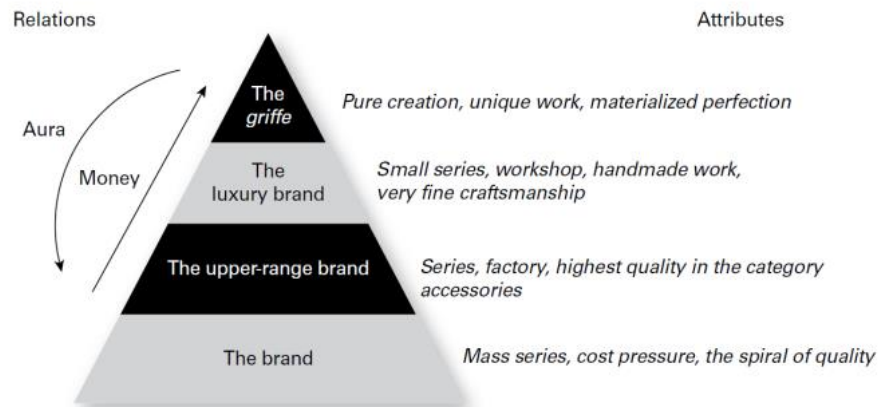 Relations
Attributes
The
griffe
Pure creation, unique work, materialized perfection
Aura
Money
The
luxury brand
Small series, workshop, handmade work,
very fine craftsmanship
The upper-range brand
Series, factory, highest quality in the category
accessories
The brand
Mass series, cost pressure, the spiral of quality